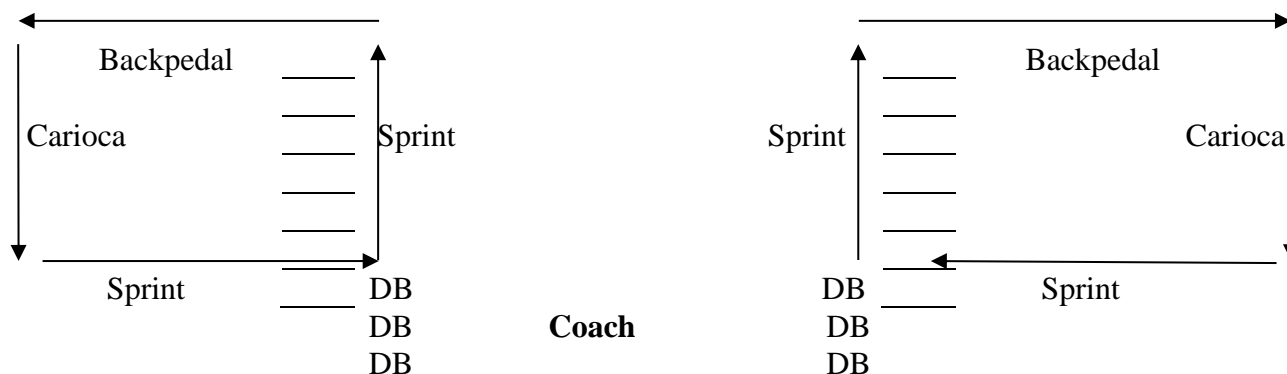 Backpedal Backpedal
Carioca Sprint Sprint Carioca
Sprint DB DB Sprint
DB Coach DB
DB DB